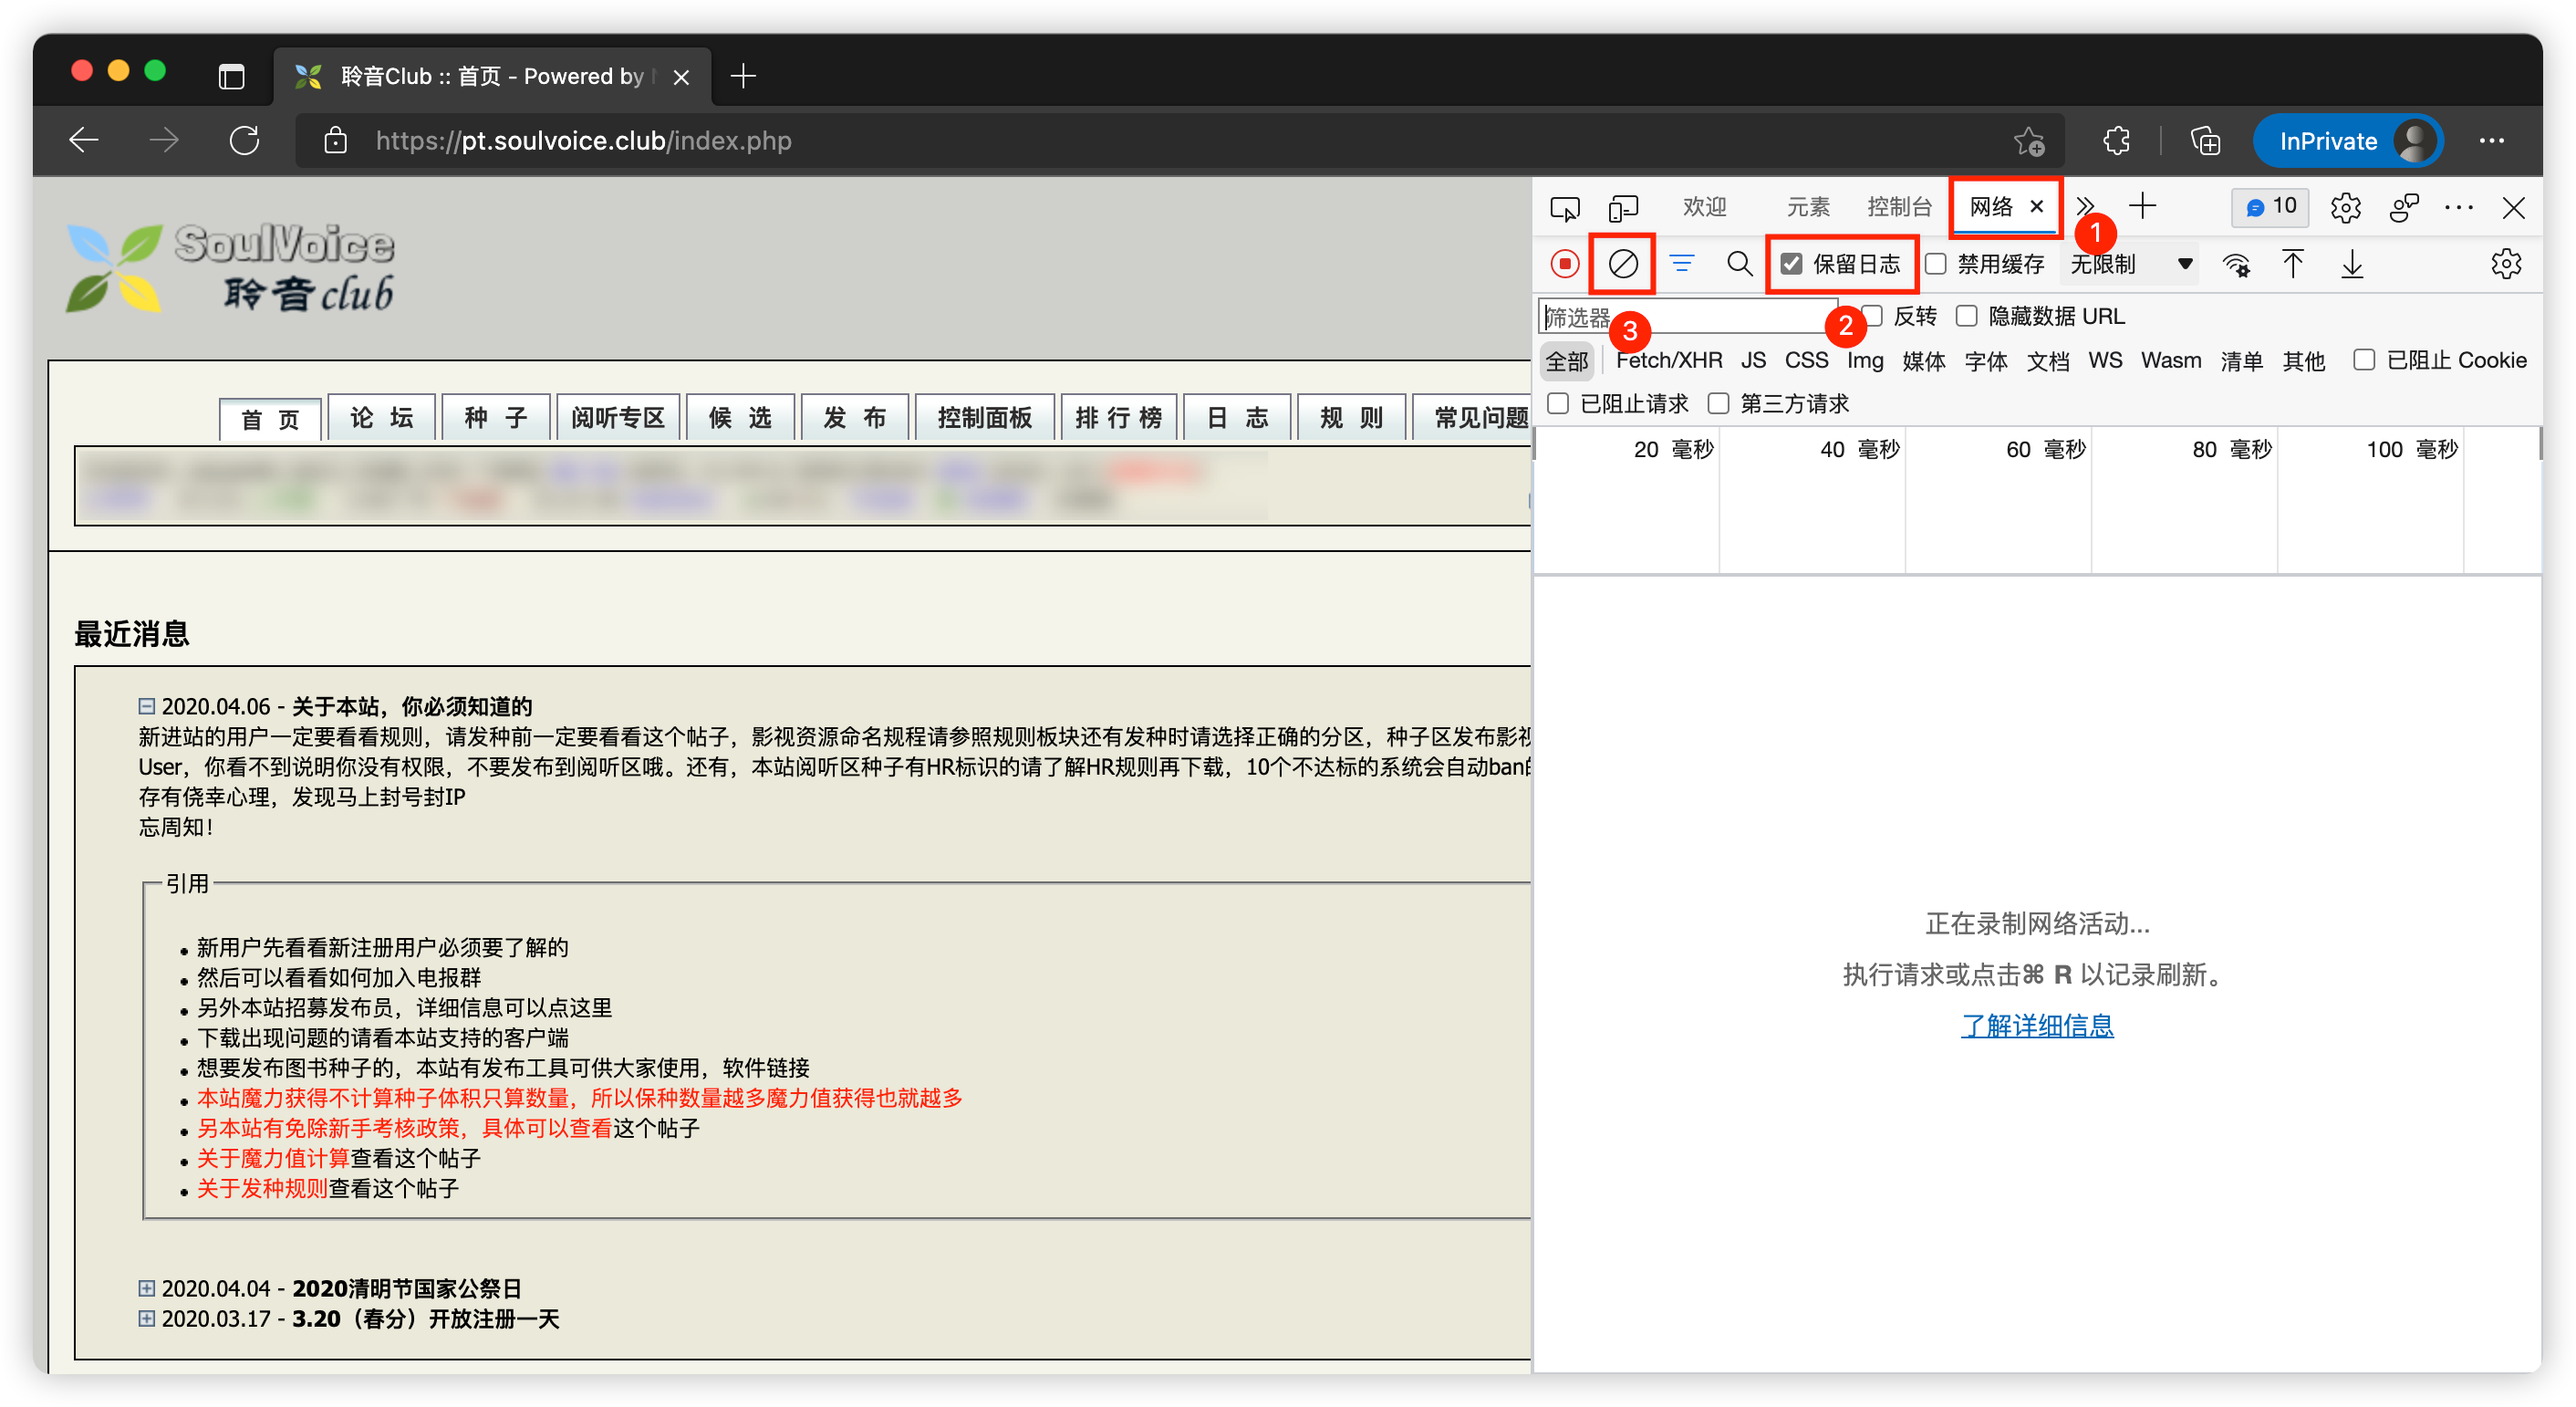 聆音Club :: 首页 - Powered by
https://pt.soulvoice.club/index.php
InPrivate
SoulVoice
聆音club
首 页
论 坛
种 子
阅听专区
候 选
发 布
控制面板
排 行 榜
日 志
规 则
常见问题
最近消息
2020.04.06 - 关于本站，你必须知道的
新进站的用户一定要看看规则，请发种前一定要看看这个帖子，影视资源命名规程请参照规则板块还有发种时请选择正确的分区，种子区发布影视
User，你看不到说明你没有权限，不要发布到阅听区哦。还有，本站阅听区种子有HR标识的请了解HR规则再下载，10个不达标的系统会自动ban的
存有侥幸心理，发现马上封号封IP
忘周知！
引用
新用户先看看新注册用户必须要了解的
然后可以看看如何加入电报群
另外本站招募发布员，详细信息可以点这里
下载出现问题的请看本站支持的客户端
想要发布图书种子的，本站有发布工具可供大家使用，软件链接
本站魔力获得不计算种子体积只算数量，所以保种数量越多魔力值获得也就越多
另本站有免除新手考核政策，具体可以查看这个帖子
关于魔力值计算查看这个帖子
关于发种规则查看这个帖子
2020.04.04 - 2020清明节国家公祭日
2020.03.17 - 3.20（春分）开放注册一天
欢迎 元素 控制台 网络 10
1
保留日志 禁用缓存 无限制
筛选器 反转 隐藏数据 URL
3
2
全部 Fetch/XHR JS CSS Img 媒体 字体 文档 WS Wasm 清单 其他 已阻止 Cookie
已阻止请求 第三方请求
20 毫秒 40 毫秒 60 毫秒 80 毫秒 100 毫秒
正在录制网络活动...
执行请求或点击⌘ R 以记录刷新。
了解详细信息